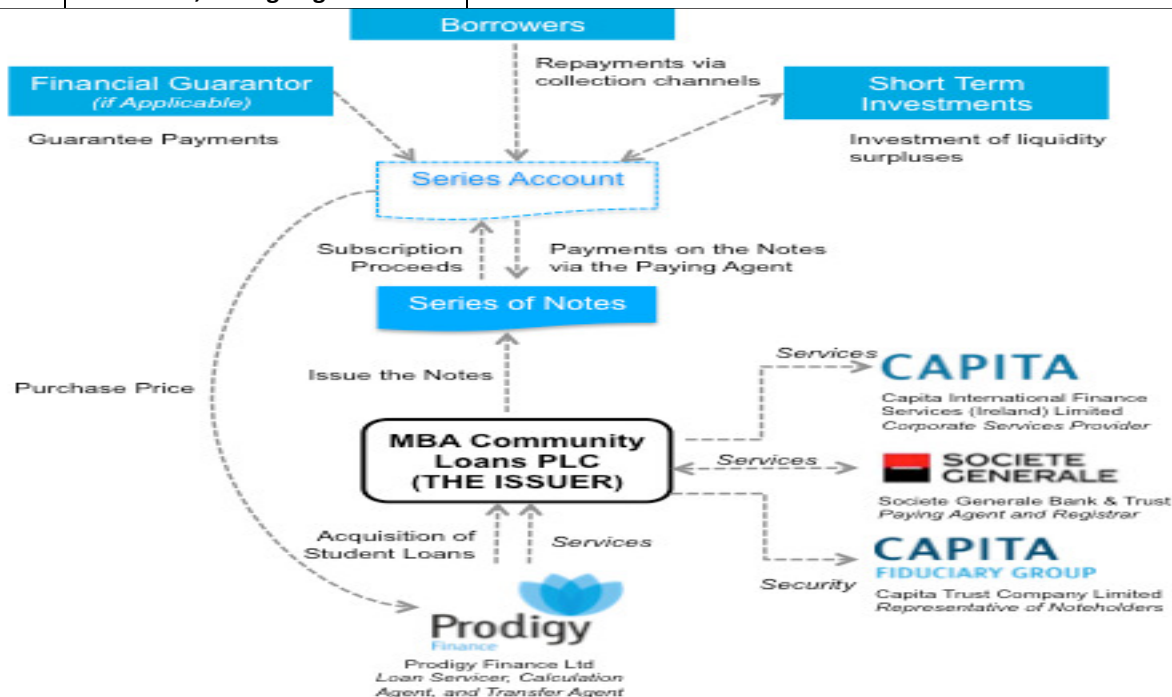 Borrowers
Repayments via
collection channels
Financial Guarantor
(if Applicable)
Short Term
Investments
Guarantee Payments
Investment of liquidity
surpluses
Series Account
Subscription
Proceeds
Payments on the Notes
via the Paying Agent
Series of Notes
Purchase Price
Issue the Notes
Services
CAPITA
Capita International Finance
Services (Ireland) Limited
Corporate Services Provider
MBA Community
Loans PLC
(THE ISSUER)
Services
SOCIETE
GENERALE
Societe Generale Bank & Trust
Paying Agent and Registrar
Acquisition of
Student Loans
Services
Security
CAPITA
FIDUCIARY GROUP
Capita Trust Company Limited
Representative of Noteholders
Prodigy
Finance
Prodigy Finance Ltd
Loan Servicer, Calculation
Agent, and Transfer Agent